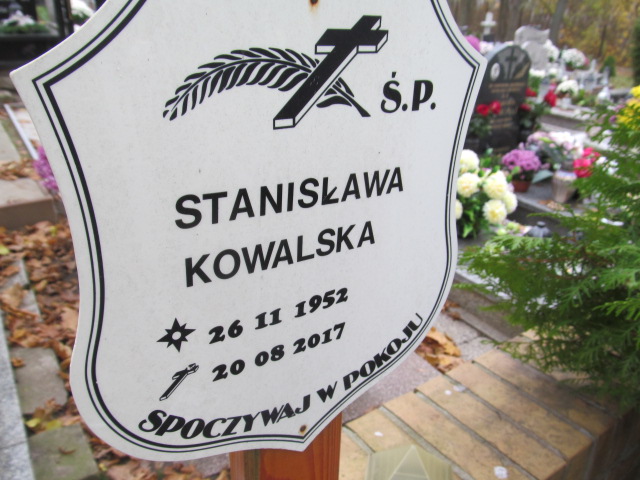 Ś.P.
STANISŁAWA
KOWALSKA
26 11 1952
20 08 2017
SPOCZYWAJ W POKOJU